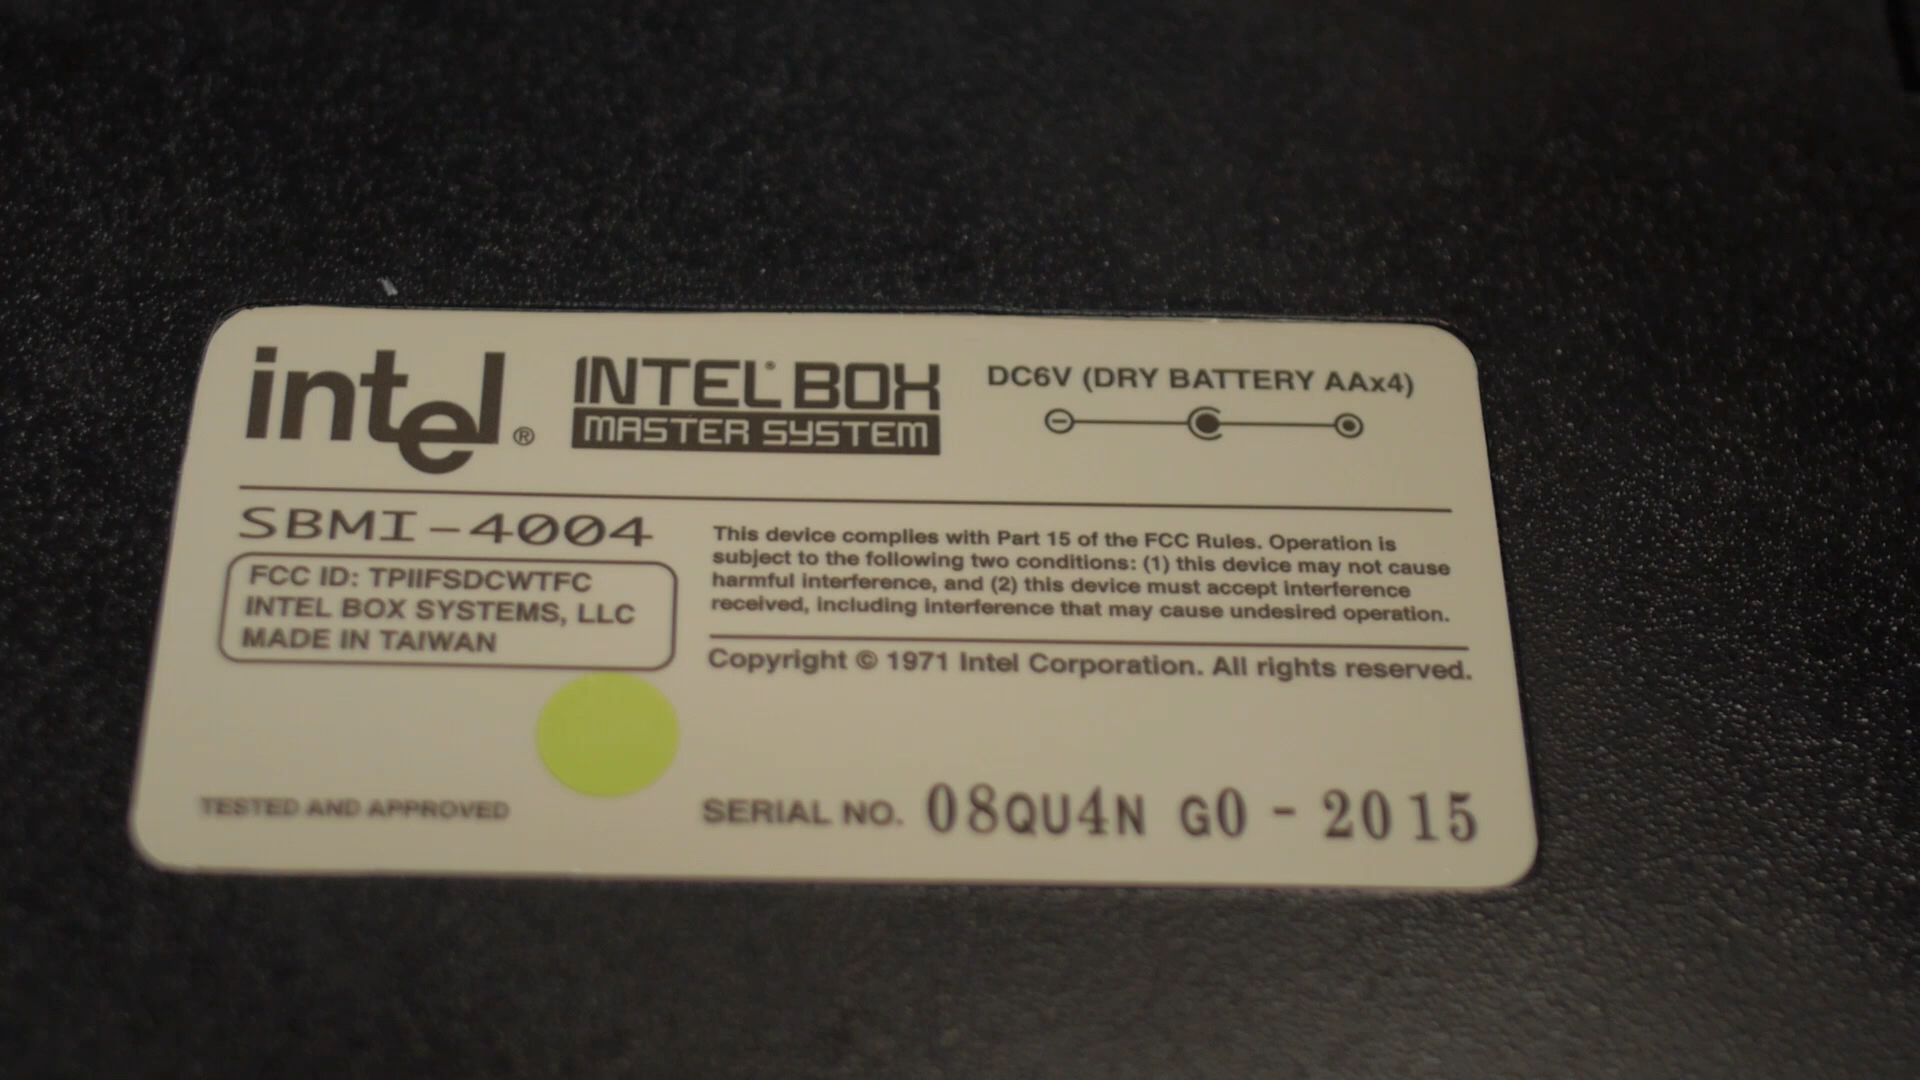 intel®
INTEL® BOX
MASTER SYSTEM
DC6V (DRY BATTERY AAx4)
SBMI-4004
FCC ID: TPIIFSDCWTFC
INTEL BOX SYSTEMS, LLC
MADE IN TAIWAN
This device complies with Part 15 of the FCC Rules. Operation is
subject to the following two conditions: (1) this device may not cause
harmful interference, and (2) this device must accept interference
received, including interference that may cause undesired operation.
Copyright © 1971 Intel Corporation. All rights reserved.
TESTED AND APPROVED
SERIAL NO. 08QU4N G0 - 2015